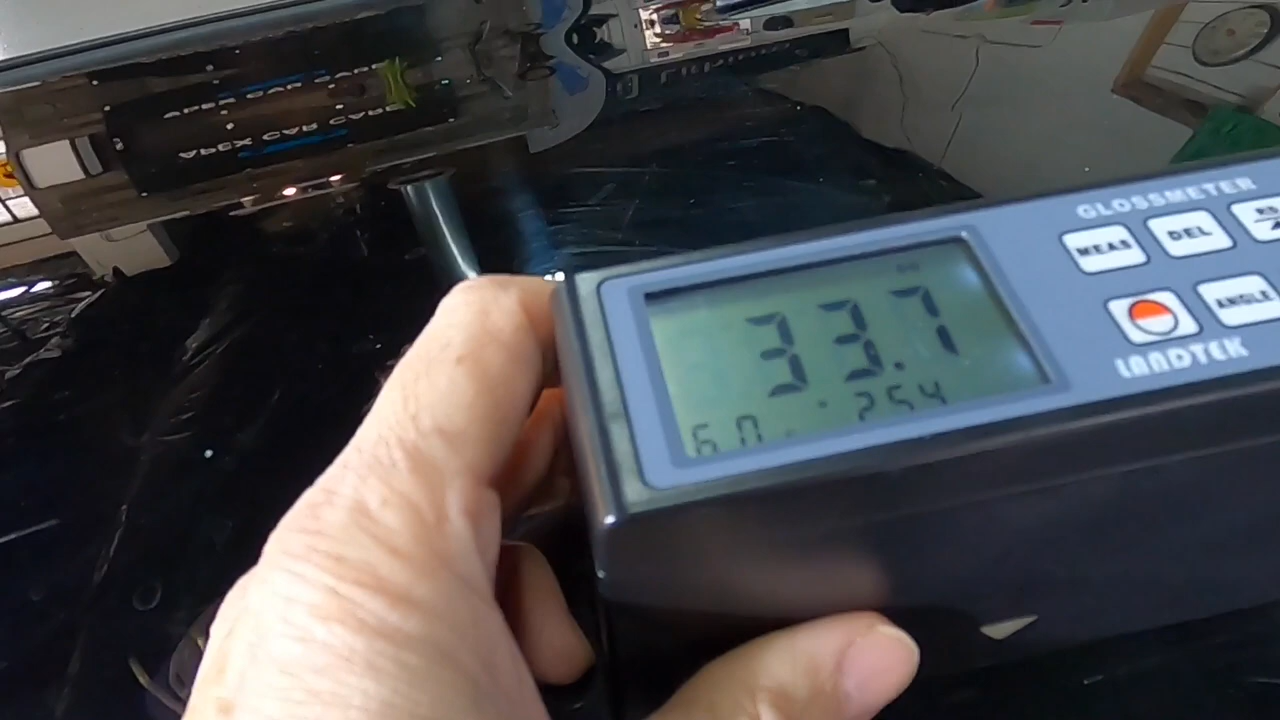 GLOSSMETER
MEAS DEL
ANGLE
LANDTEK
33.7
60° 254
APEX CAR CARE
APEX CAR CARE